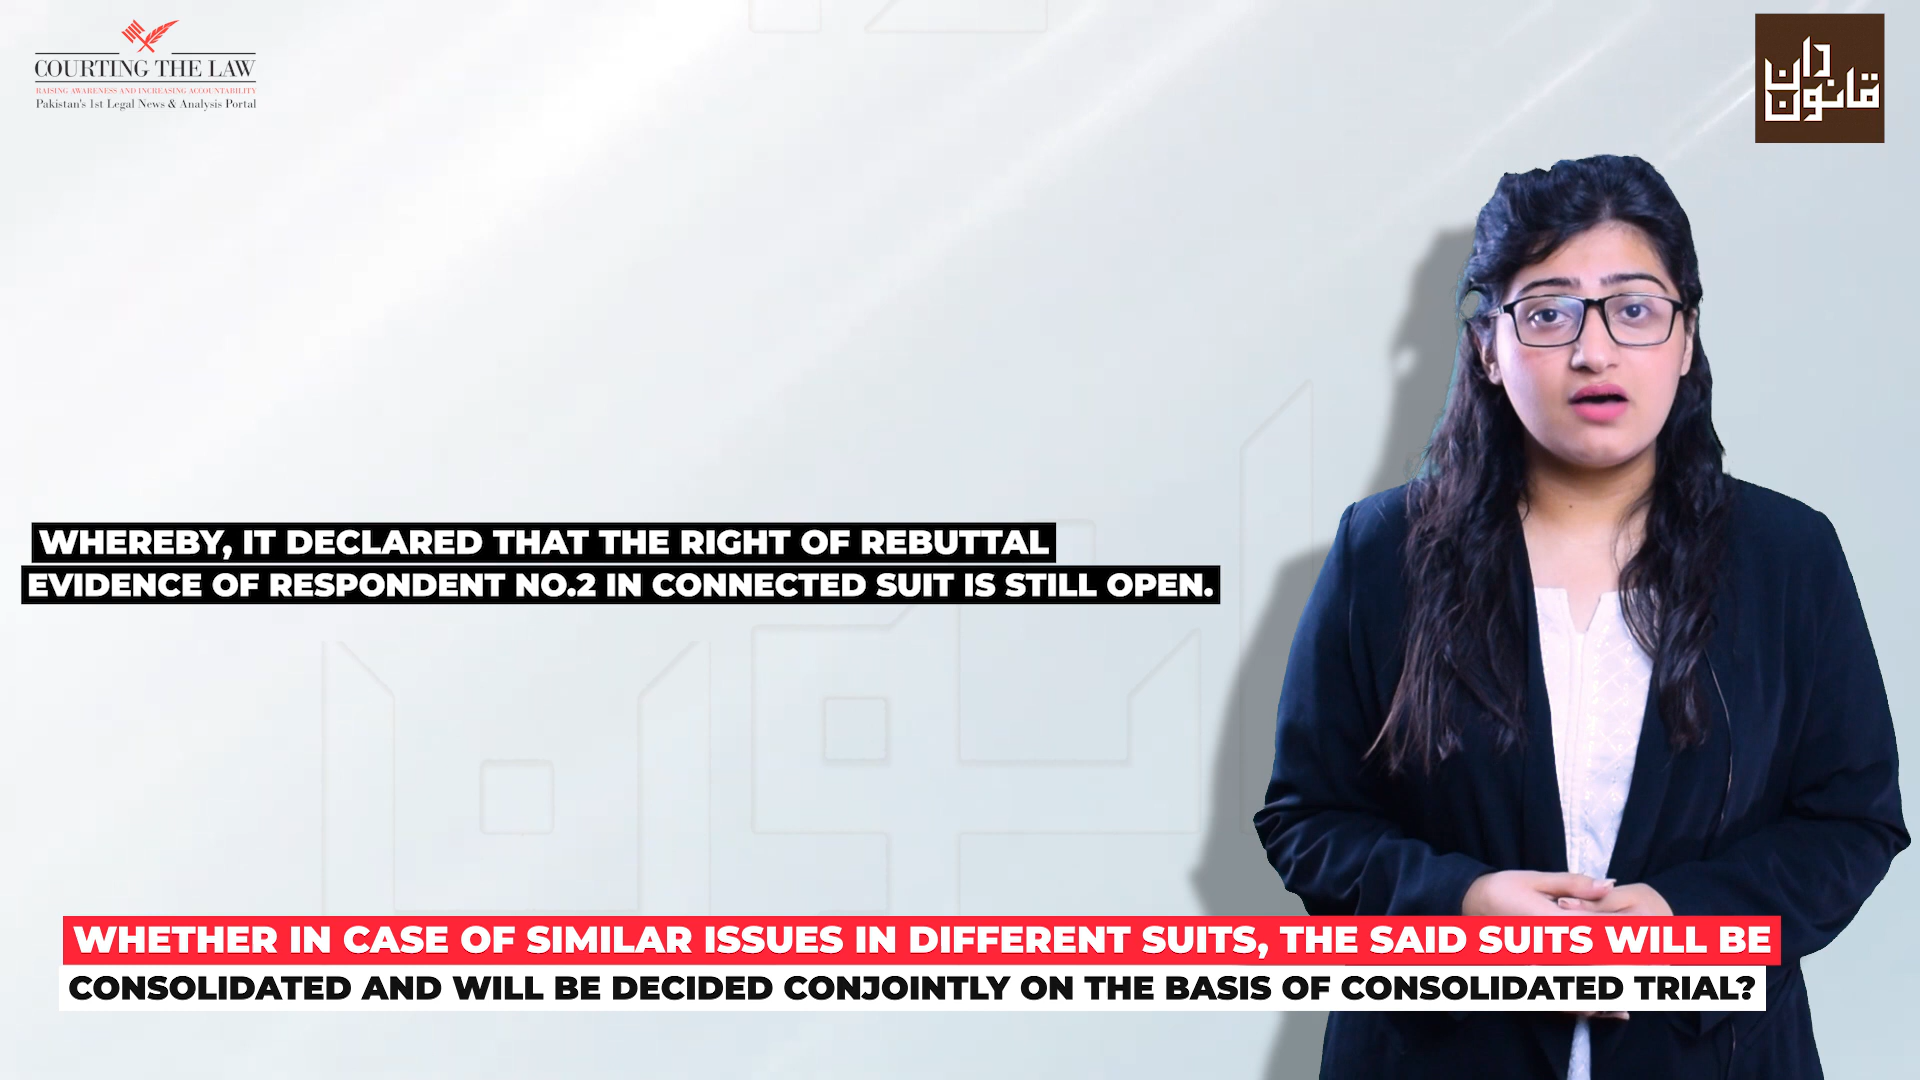 COURTING THE LAW
RAISING AWARENESS AND INCREASING ACCOUNTABILITY
Pakistan's 1st Legal News & Analysis Portal
قانون دان
WHEREBY, IT DECLARED THAT THE RIGHT OF REBUTTAL
EVIDENCE OF RESPONDENT NO.2 IN CONNECTED SUIT IS STILL OPEN.
WHETHER IN CASE OF SIMILAR ISSUES IN DIFFERENT SUITS, THE SAID SUITS WILL BE
CONSOLIDATED AND WILL BE DECIDED CONJOINTLY ON THE BASIS OF CONSOLIDATED TRIAL?